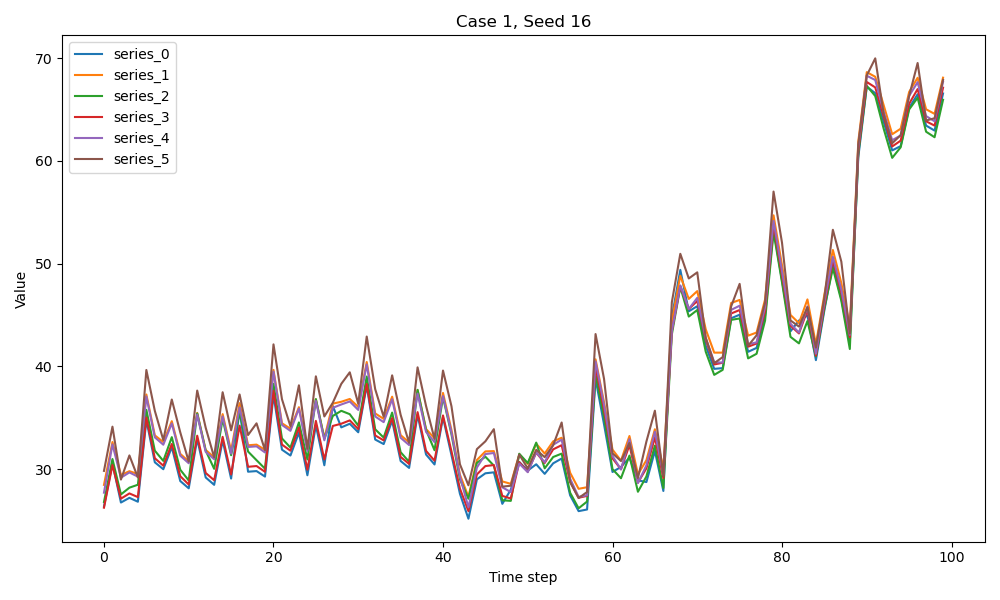 Case 1, Seed 16
series_0
series_1
series_2
series_3
series_4
series_5
Value
70
60
50
40
30
0 20 40 60 80 100
Time step